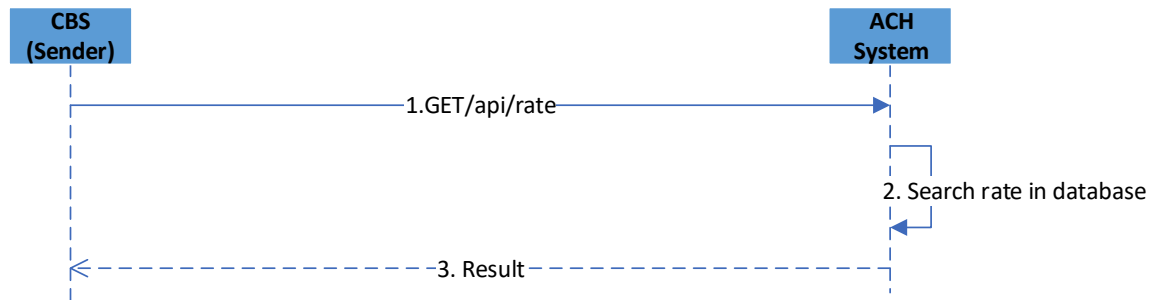 CBS
(Sender)
ACH
System
1.GET/api/rate
2. Search rate in database
3. Result